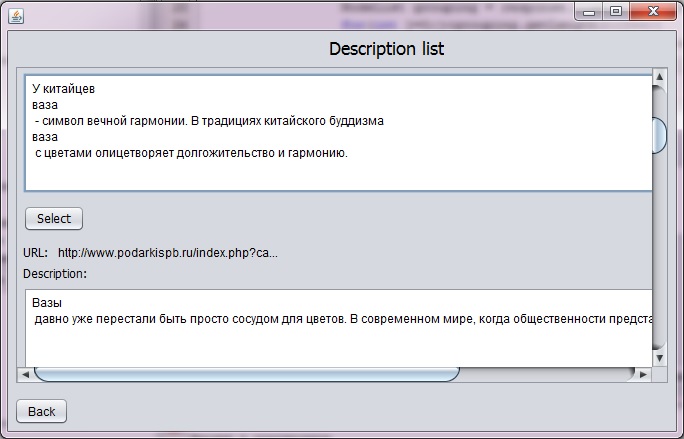 Description list
У китайцев
ваза
- символ вечной гармонии. В традициях китайского буддизма
ваза
с цветами олицетворяет долгожительство и гармонию.
Select
URL: http://www.podarkispb.ru/index.php?ca...
Description:
Вазы
давно уже перестали быть просто сосудом для цветов. В современном мире, когда общественности предста
Back